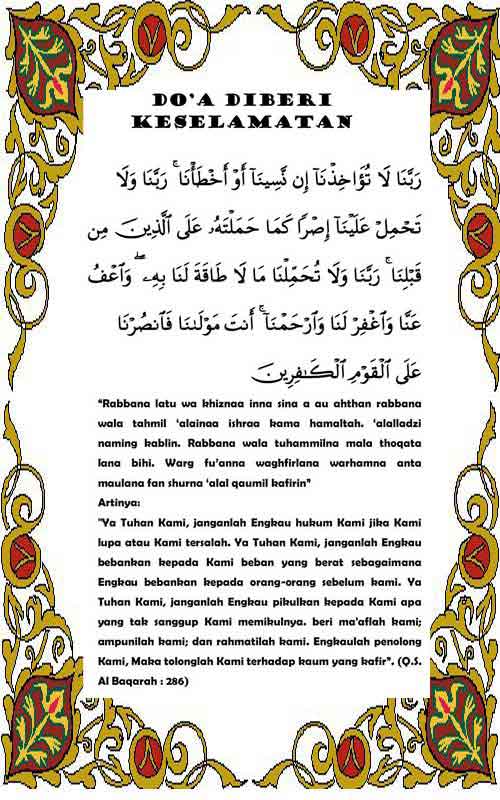 DO'A DIBERI
KESELAMATAN
رَبَّنَا لَا تُؤَاخِذْنَآ إِن نَّسِينَآ أَوْ أَخْطَأْنَا ۚ رَبَّنَا وَلَا
تَحْمِلْ عَلَيْنَآ إِصْرًا كَمَا حَمَلْتَهُۥ عَلَى ٱلَّذِينَ مِن
قَبْلِنَا ۚ رَبَّنَا وَلَا تُحَمِّلْنَا مَا لَا طَاقَةَ لَنَا بِهِۦ ۖ وَٱعْفُ
عَنَّا وَٱغْفِرْ لَنَا وَٱرْحَمْنَآ ۚ أَنتَ مَوْلَىٰنَا فَٱنصُرْنَا
عَلَى ٱلْقَوْمِ ٱلْكَٰفِرِينَ
"Rabbana latu wa khiznaa inna sina a au ahthan rabbana
wala tahmil 'alainaa ishraa kama hamaltah. 'alalladzi
naming kablin. Rabbana wala tuhammilna mala thoqata
lana bihi. Warg fu'anna waghfirlana warhamna anta
maulana fan shurna 'alal qaumil kafirin"
Artinya:
"Ya Tuhan Kami, janganlah Engkau hukum Kami jika Kami
lupa atau Kami tersalah. Ya Tuhan Kami, janganlah Engkau
bebankan kepada Kami beban yang berat sebagaimana
Engkau bebankan kepada orang-orang sebelum kami. Ya
Tuhan Kami, janganlah Engkau pikulkan kepada Kami apa
yang tak sanggup Kami memikulnya. beri ma'aflah kami;
ampunilah kami; dan rahmatilah kami. Engkaulah penolong
Kami, Maka tolonglah Kami terhadap kaum yang kafir". (Q.S.
Al Baqarah : 286)